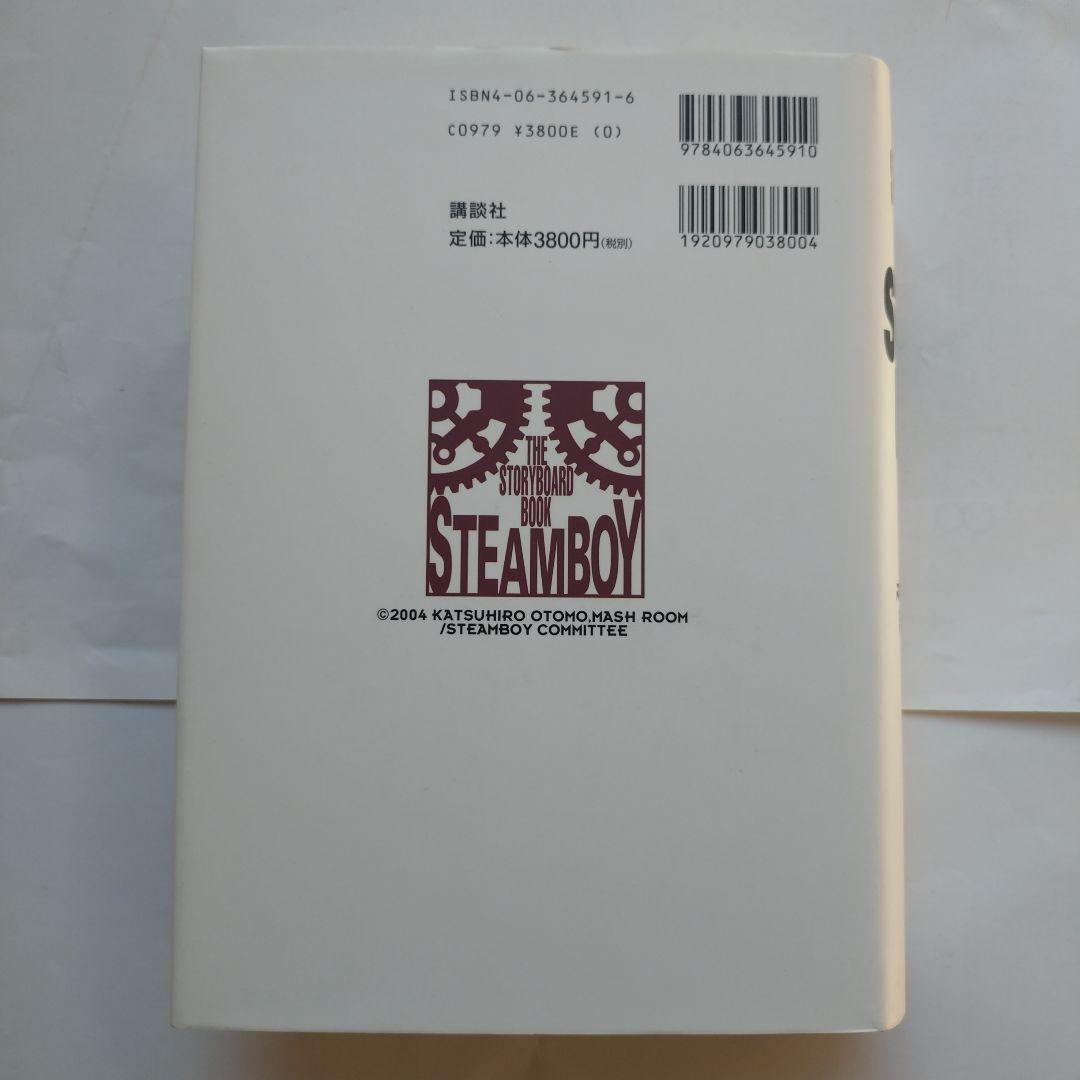 ISBN4-06-364591-6
C0979 ¥3800E (0)
9784063645910
講談社
定価:本体3800円(税別)
1920979038004
S
THE
STORYBOARD
BOOK
STEAMBOY
©2004 KATSUHIRO OTOMO,MASH ROOM
/STEAMBOY COMMITTEE